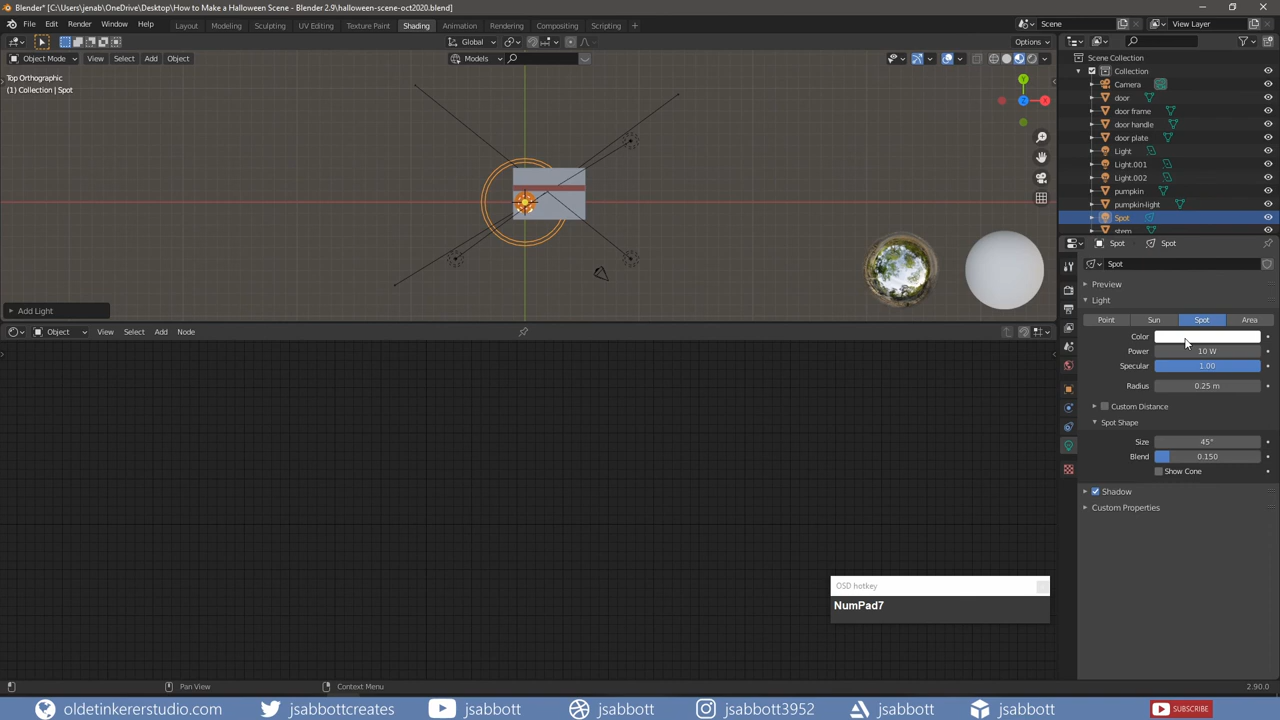 Blender* [C:\Users\jenab\OneDrive\Desktop\How to Make a Halloween Scene - Blender 2.9\halloween-scene-oct2020.blend]
File Edit Render Window Help Layout Modeling Sculpting UV Editing Texture Paint Shading Animation Rendering Compositing Scripting + Scene View Layer
Global Options
Object Mode View Select Add Object Models
Top Orthographic
(1) Collection | Spot
Scene Collection
Collection
Camera
door
door frame
door handle
door plate
Light
Light.001
Light.002
pumpkin
pumpkin-light
Spot
stem
Spot Spot
Spot
Preview
Light
Point Sun Spot Area
Color
Power 10 W
Specular 1.00
Radius 0.25 m
Custom Distance
Spot Shape
Size 45°
Blend 0.150
Show Cone
Shadow
Custom Properties
Add Light
Object View Select Add Node
OSD hotkey
NumPad7
Pan View Context Menu 2.90.0
oldetinkererstudio.com jsabbottcreates jsabbott jsabbott jsabbott3952 jsabbott jsabbott SUBSCRIBE